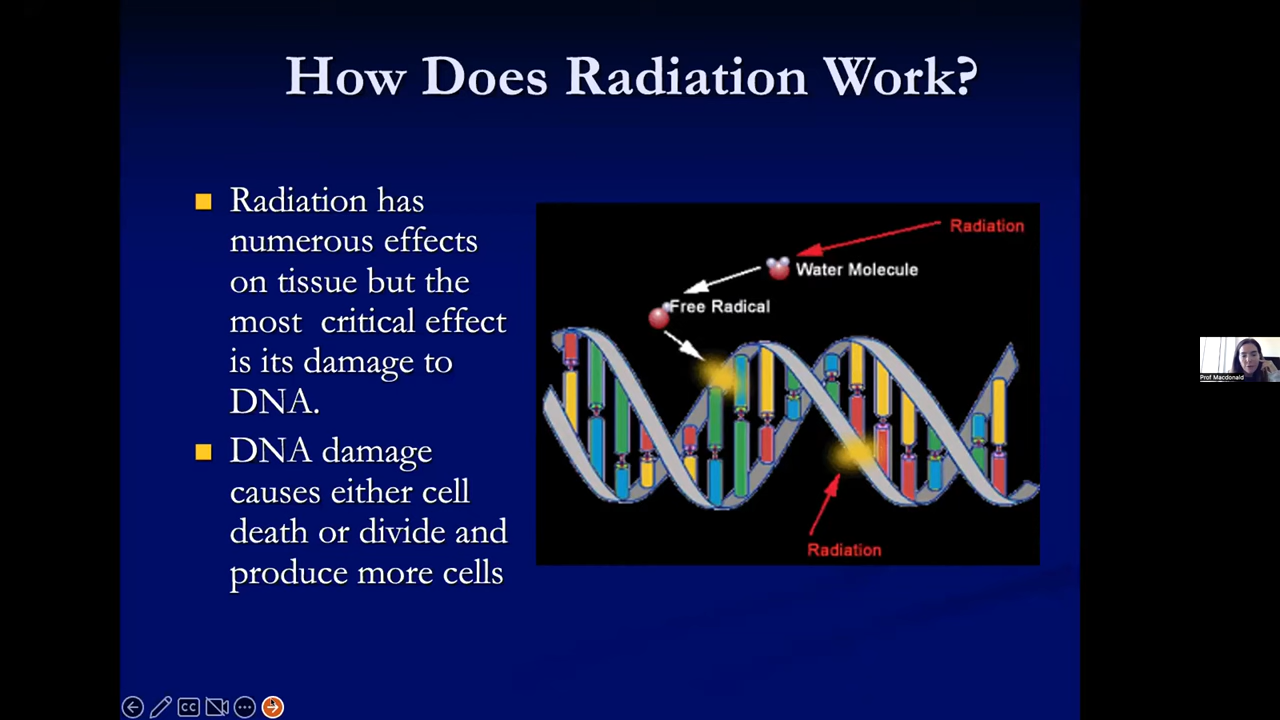 How Does Radiation Work?
Radiation has
numerous effects
on tissue but the
most critical effect
is its damage to
DNA.
DNA damage
causes either cell
death or divide and
produce more cells
Radiation
Water Molecule
Free Radical
Radiation
Prof Macdonald
CC